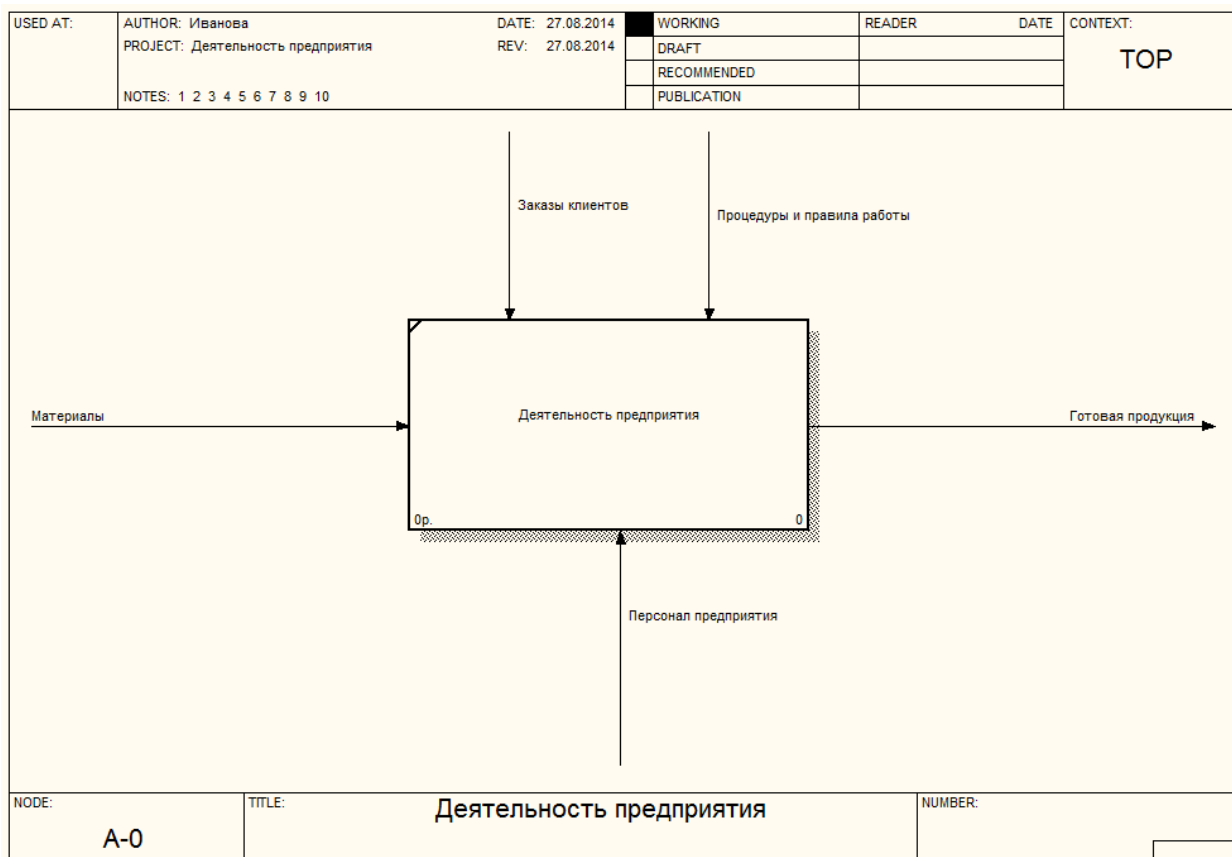 USED AT:
AUTHOR: Иванова
DATE: 27.08.2014
PROJECT: Деятельность предприятия
REV: 27.08.2014
NOTES: 1 2 3 4 5 6 7 8 9 10
WORKING
DRAFT
RECOMMENDED
PUBLICATION
READER DATE
CONTEXT:
TOP
Заказы клиентов
Процедуры и правила работы
Материалы
Деятельность предприятия
Готовая продукция
0р.
0
Персонал предприятия
NODE:
A-0
TITLE:
Деятельность предприятия
NUMBER: